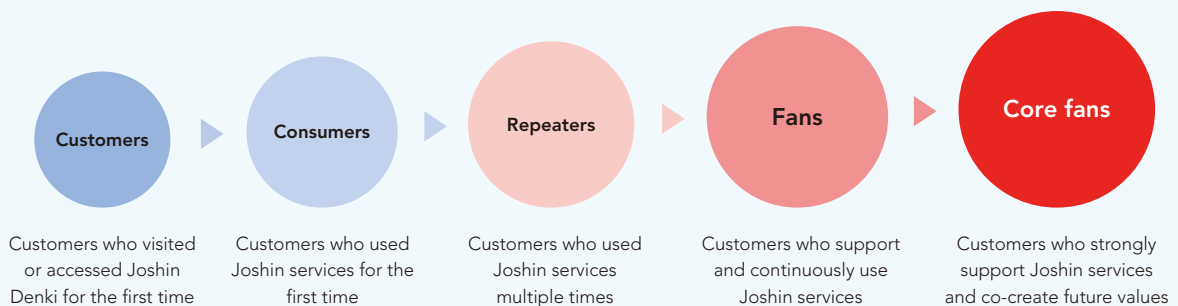 Customers
Consumers
Repeaters
Fans
Core fans
Customers who visited
or accessed Joshin
Denki for the first time
Customers who used
Joshin services for the
first time
Customers who used
Joshin services
multiple times
Customers who support
and continuously use
Joshin services
Customers who strongly
support Joshin services
and co-create future values